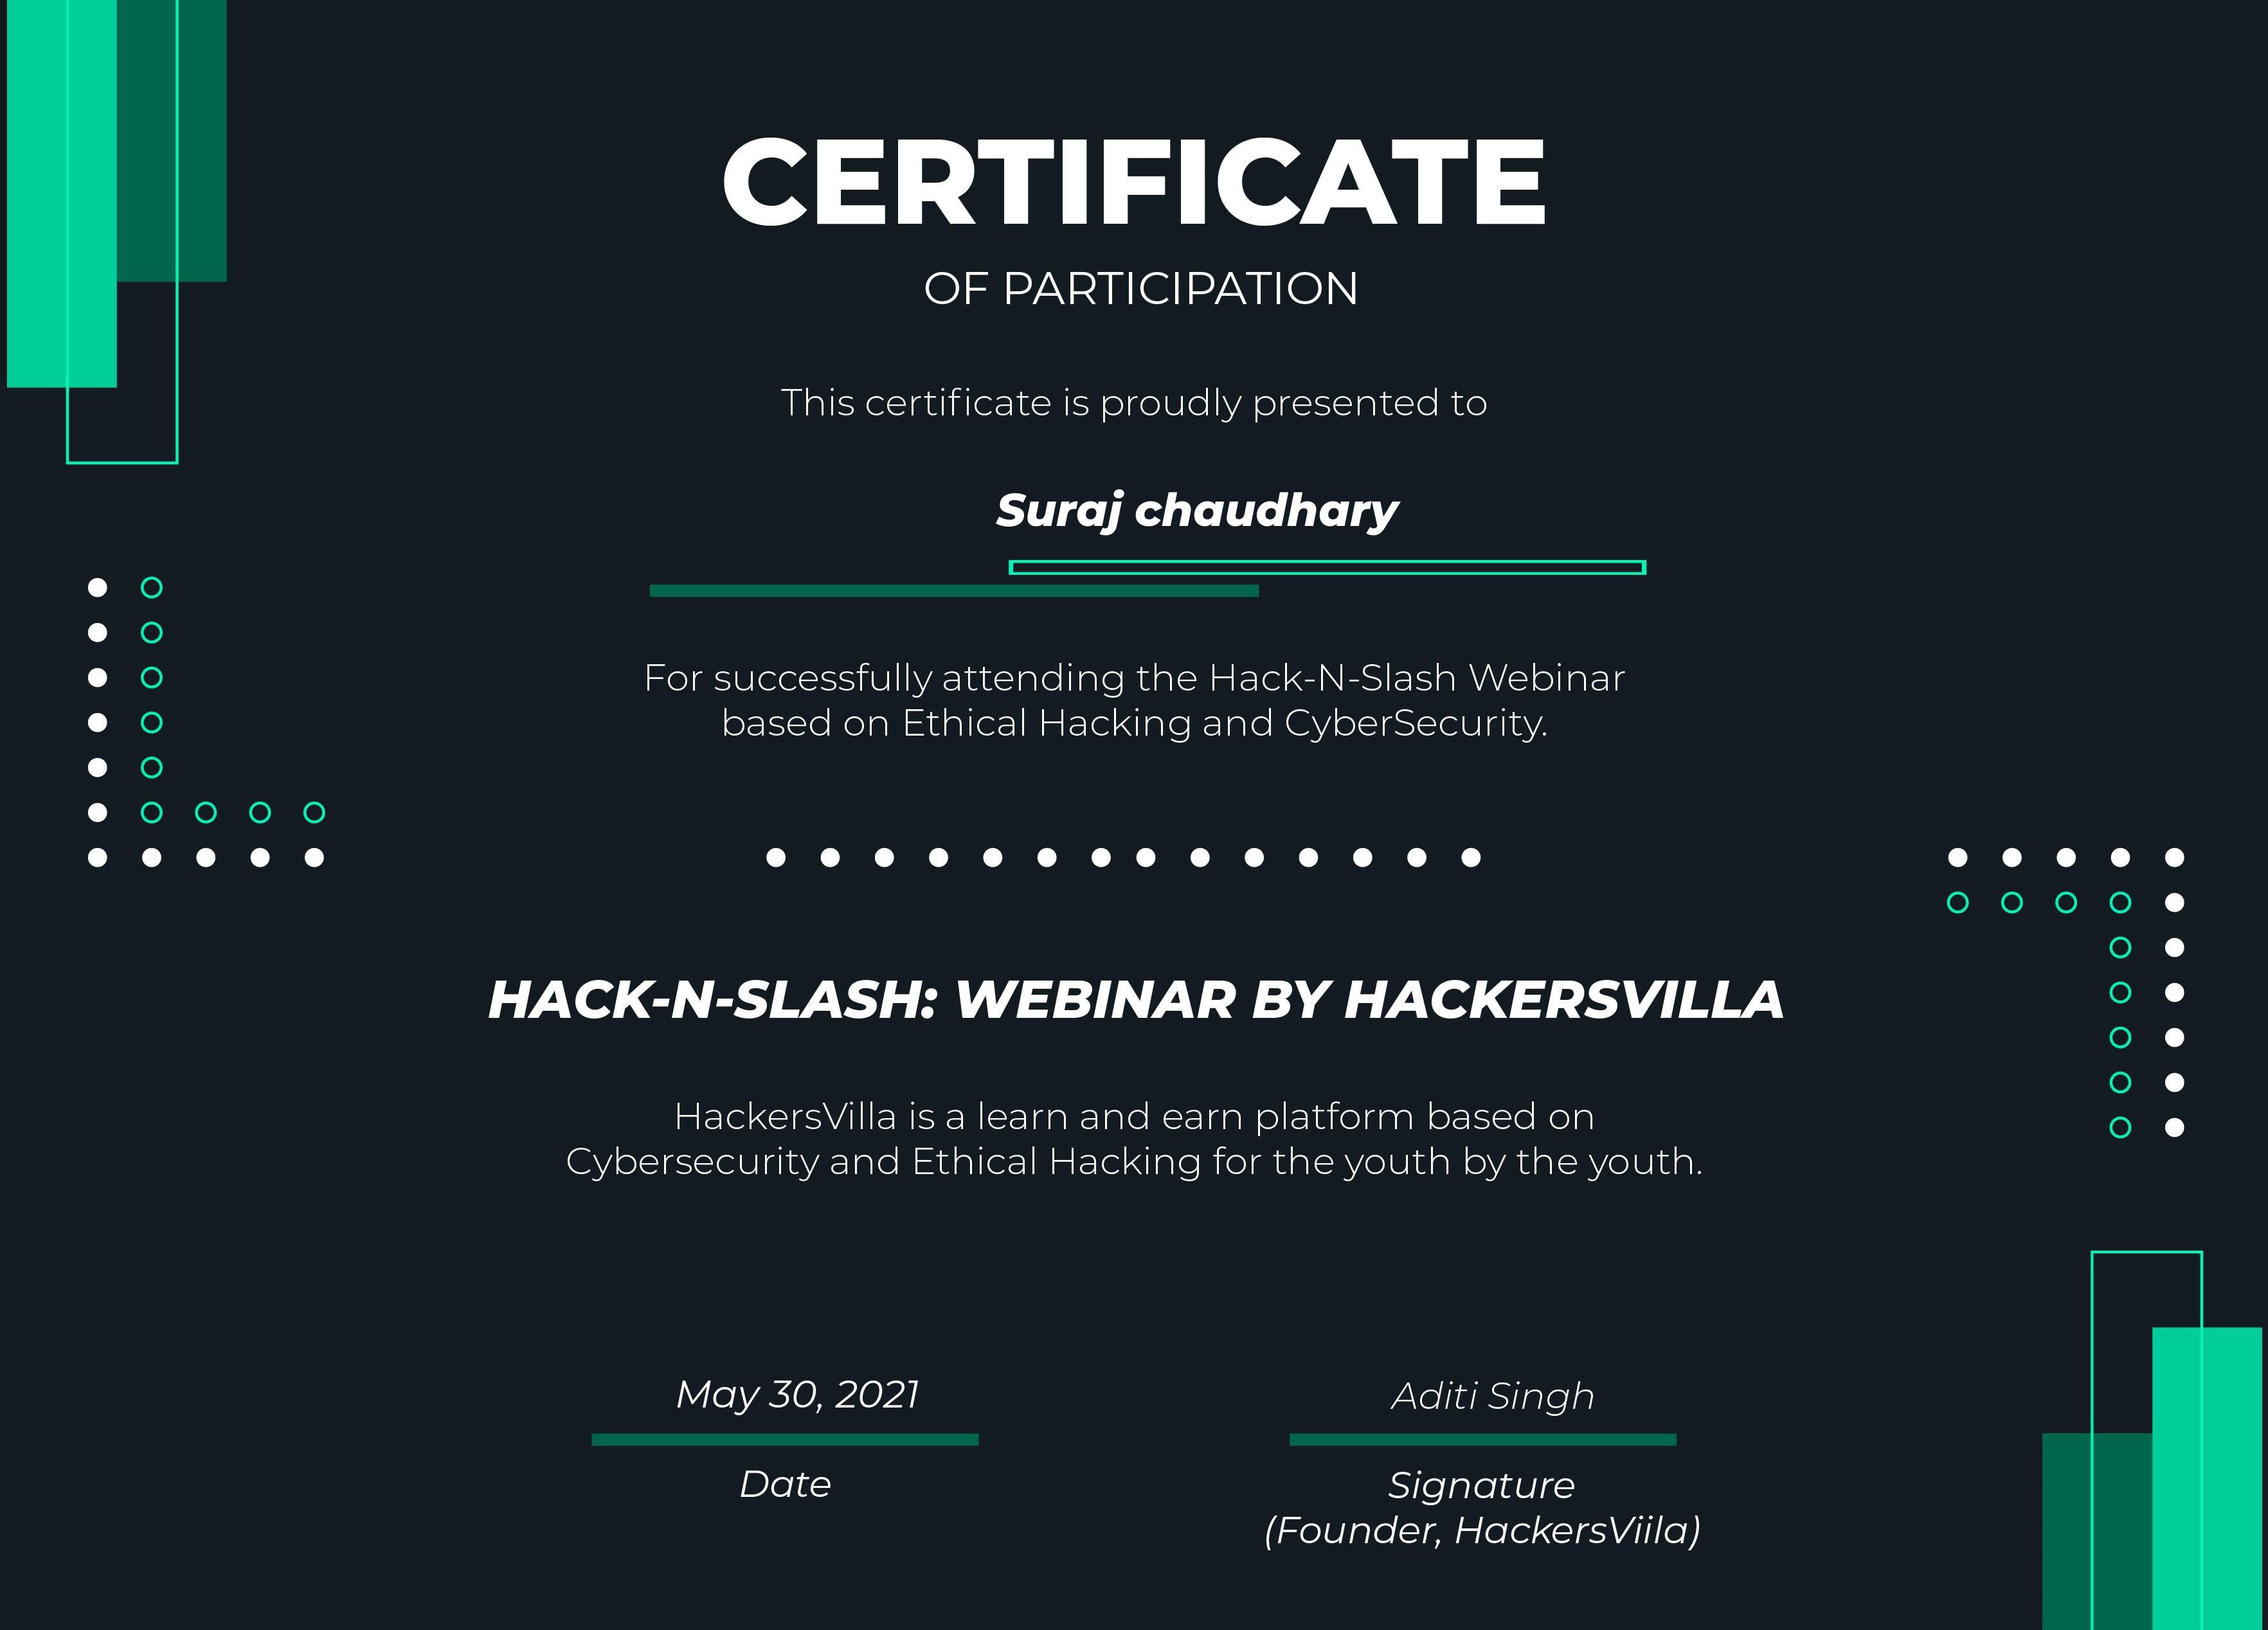 CERTIFICATE
OF PARTICIPATION
This certificate is proudly presented to
Suraj chaudhary
For successfully attending the Hack-N-Slash Webinar
based on Ethical Hacking and CyberSecurity.
HACK-N-SLASH: WEBINAR BY HACKERSVILLA
HackersVilla is a learn and earn platform based on
Cybersecurity and Ethical Hacking for the youth by the youth.
May 30, 2021
Date
Aditi Singh
Signature
(Founder, HackersViila)